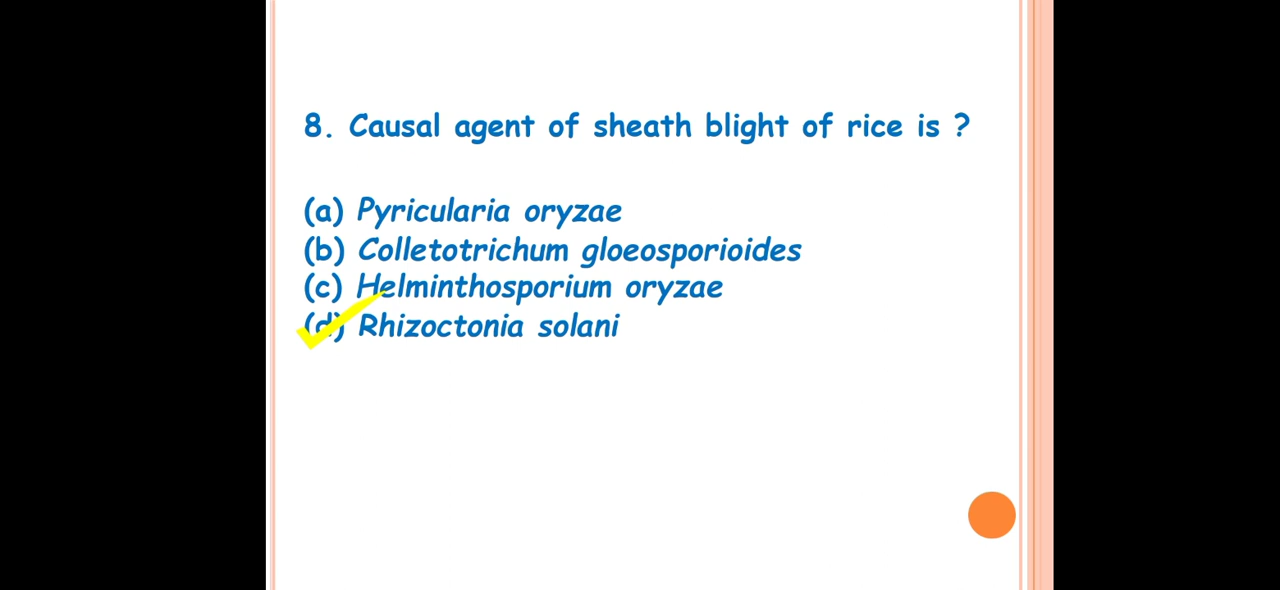 8. Causal agent of sheath blight of rice is ?
(a) Pyricularia oryzae
(b) Colletotrichum gloeosporioides
(c) Helminthosporium oryzae
(d) Rhizoctonia solani